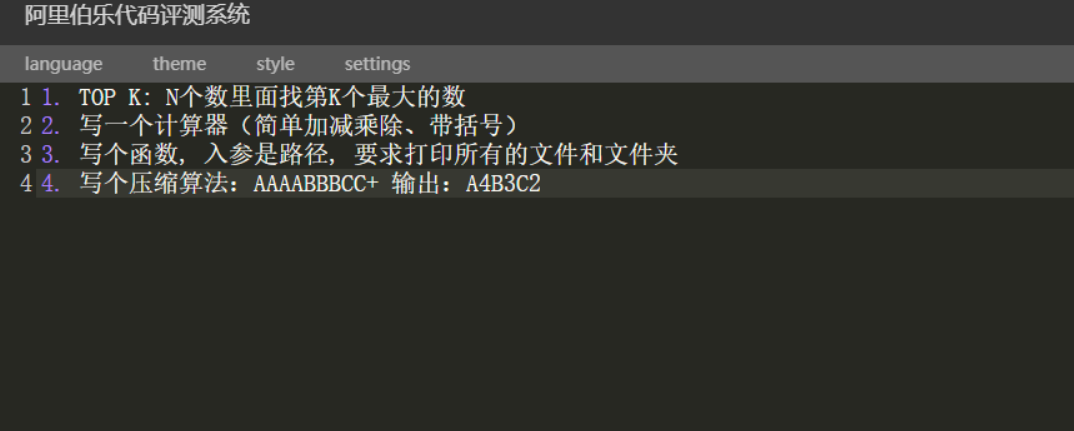 阿里伯乐代码评测系统
language theme style settings
1 1. TOP K: N个数里面找第K个最大的数
2 2. 写一个计算器（简单加减乘除、带括号）
3 3. 写个函数, 入参是路径, 要求打印所有的文件和文件夹
4 4. 写个压缩算法：AAAABBBCC+ 输出：A4B3C2